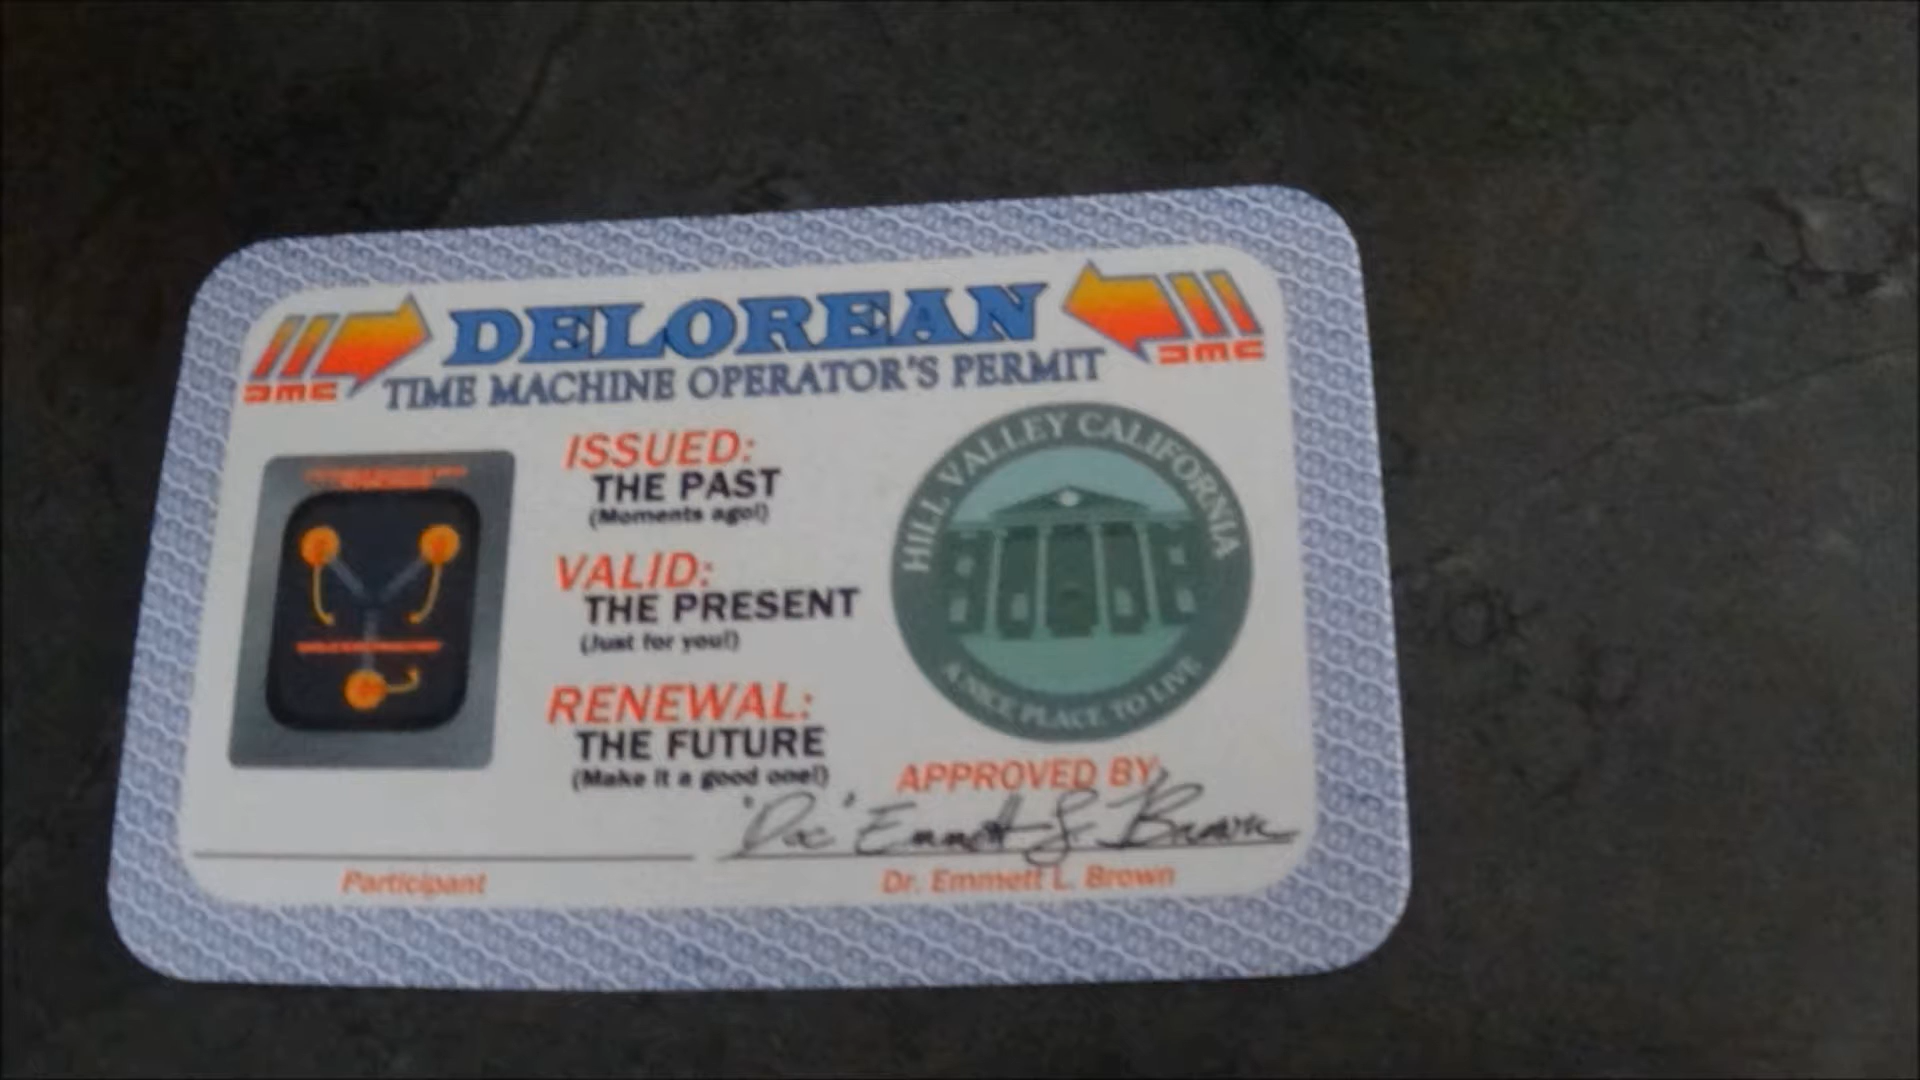 DELOREAN
DMC
DMC
TIME MACHINE OPERATOR'S PERMIT
ISSUED:
THE PAST
(Moments ago!)
VALID:
THE PRESENT
(Just for you!)
RENEWAL:
THE FUTURE
(Make it a good one!)
HILL VALLEY CALIFORNIA
A NICE PLACE TO LIVE
APPROVED BY:
"Doc" Emmett L. Brown
Participant
Dr. Emmett L. Brown